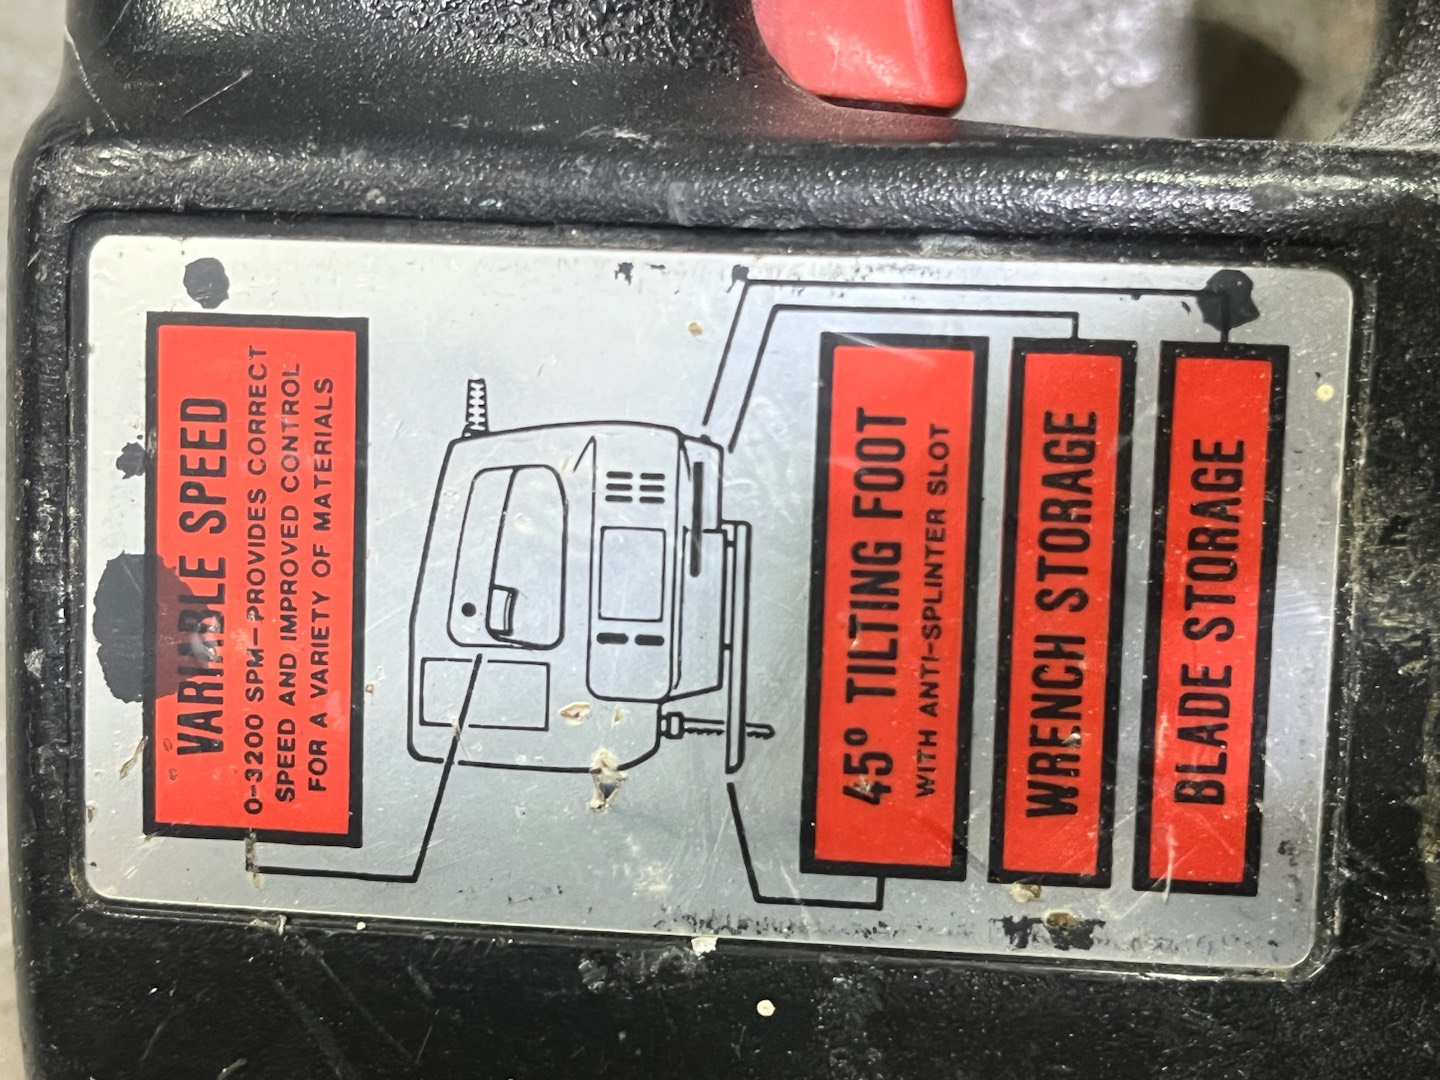 VARIABLE SPEED
0-3200 SPM-PROVIDES CORRECT
SPEED AND IMPROVED CONTROL
FOR A VARIETY OF MATERIALS
45° TILTING FOOT
WITH ANTI-SPLINTER SLOT
WRENCH STORAGE
BLADE STORAGE